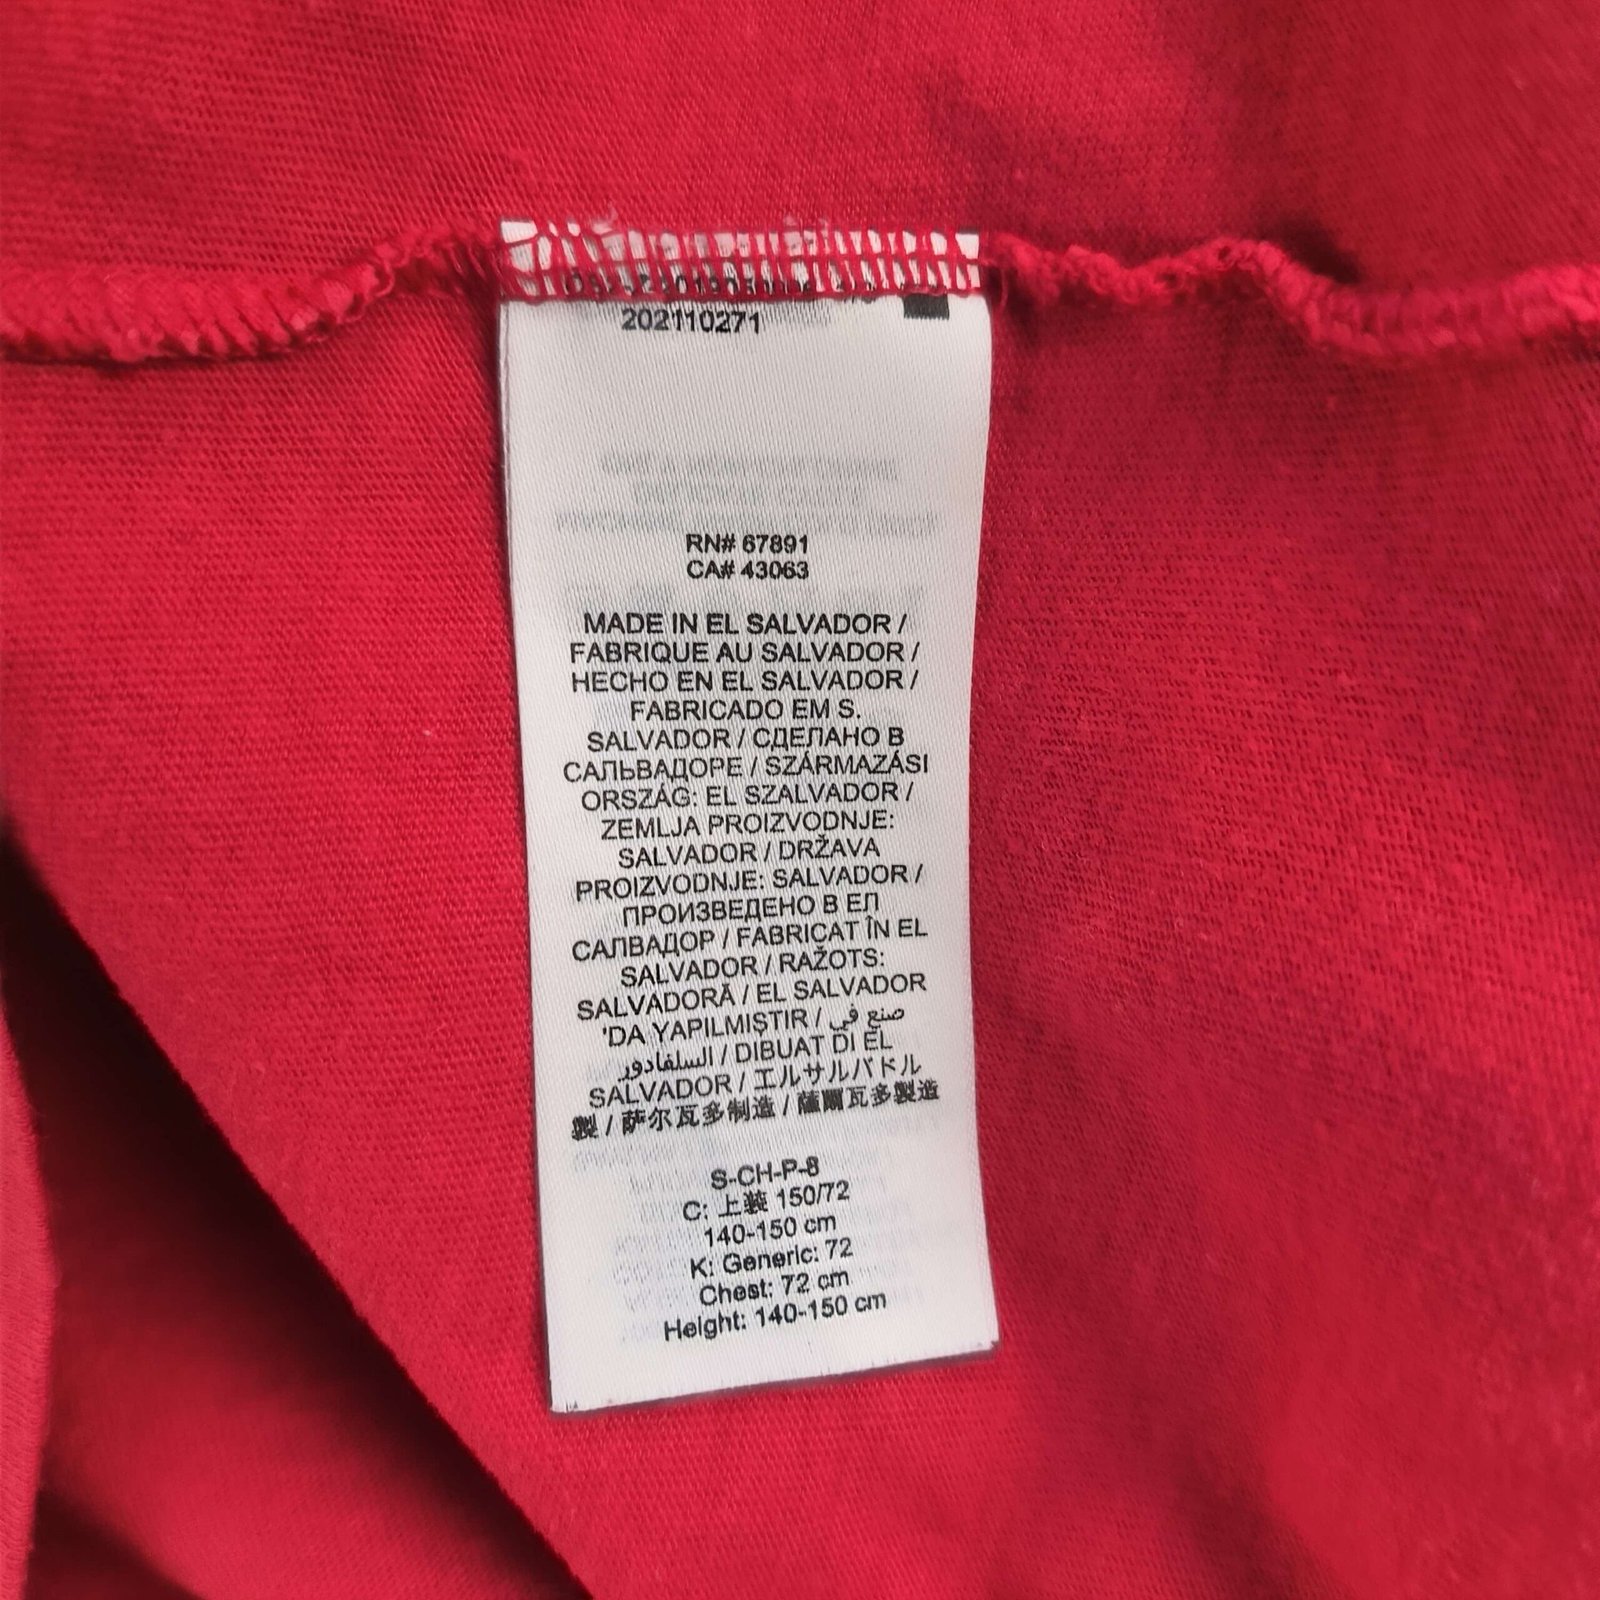 202110271
RN# 67891
CA# 43063
MADE IN EL SALVADOR /
FABRIQUE AU SALVADOR /
HECHO EN EL SALVADOR /
FABRICADO EM S.
SALVADOR / СДЕЛАНО В
САЛЬВАДОРЕ / SZÁRMAZÁSI
ORSZÁG: EL SZALVADOR /
ZEMLJA PROIZVODNJE:
SALVADOR / DRŽAVA
PROIZVODNJE: SALVADOR /
ПРОИЗВЕДЕНО В ЕЛ
САЛВАДОР / FABRICAT ÎN EL
SALVADOR / RAŽOTS:
SALVADORĀ / EL SALVADOR
'DA YAPILMIŞTIR / صنع في
السلفادور / DIBUAT DI EL
SALVADOR / エルサルバドル
製 / 萨尔瓦多制造 / 薩爾瓦多製造
S-CH-P-8
C: 上装 150/72
140-150 cm
K: Generic: 72
Chest: 72 cm
Height: 140-150 cm